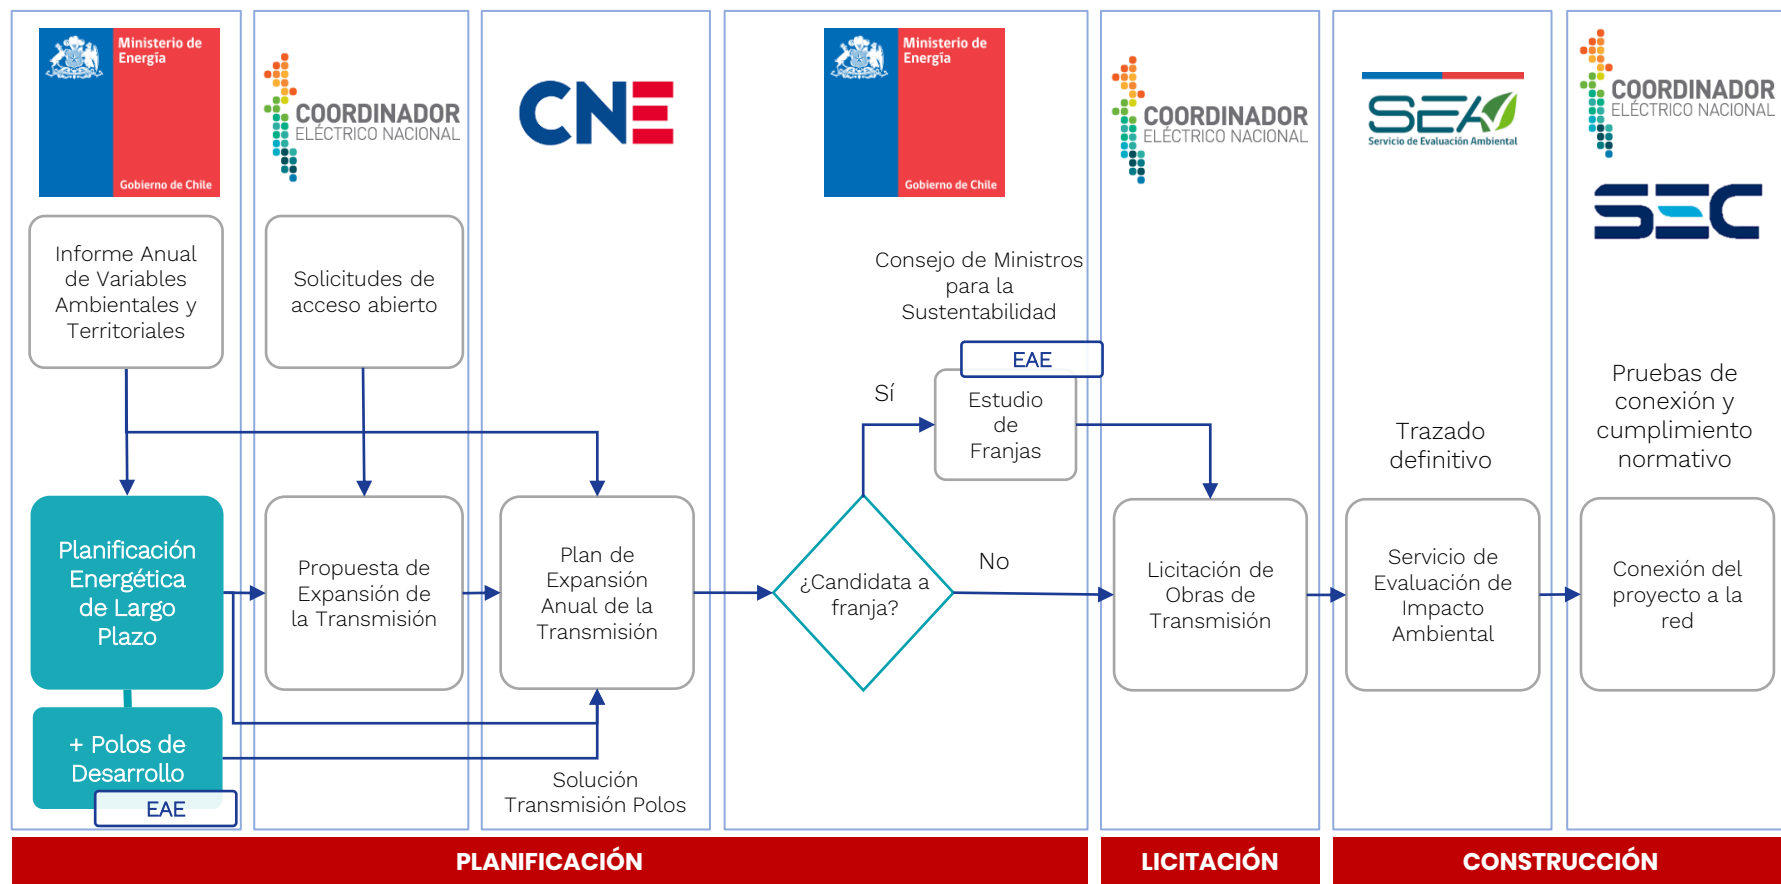 Ministerio de
Energía
Gobierno de Chile
COORDINADOR
ELÉCTRICO NACIONAL
CNE
Ministerio de
Energía
Gobierno de Chile
COORDINADOR
ELÉCTRICO NACIONAL
SEA
Servicio de Evaluación Ambiental
COORDINADOR
ELÉCTRICO NACIONAL
SEC
Informe Anual
de Variables
Ambientales y
Territoriales
Solicitudes de
acceso abierto
Consejo de Ministros
para la
Sustentabilidad
EAE
Sí
Estudio
de
Franjas
Trazado
definitivo
Pruebas de
conexión y
cumplimiento
normativo
Planificación
Energética
de Largo
Plazo
Propuesta de
Expansión de
la Transmisión
Plan de
Expansión
Anual de la
Transmisión
¿Candidata a
franja?
No
Licitación de
Obras de
Transmisión
Servicio de
Evaluación de
Impacto
Ambiental
Conexión del
proyecto a la
red
+ Polos de
Desarrollo
EAE
Solución
Transmisión Polos
PLANIFICACIÓN
LICITACIÓN
CONSTRUCCIÓN